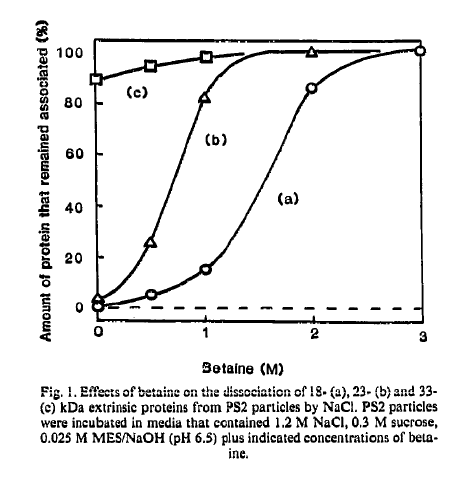 Amount of protein that remained associated (%)
100
80
60
40
20
0
(c)
(b)
(a)
0
1
2
3
Betaine (M)
Fig. 1. Effects of betaine on the dissociation of 18- (a), 23- (b) and 33-
(c) kDa extrinsic proteins from PS2 particles by NaCl. PS2 particles
were incubated in media that contained 1.2 M NaCl, 0.3 M sucrose,
0.025 M MES/NaOH (pH 6.5) plus indicated concentrations of beta-
ine.